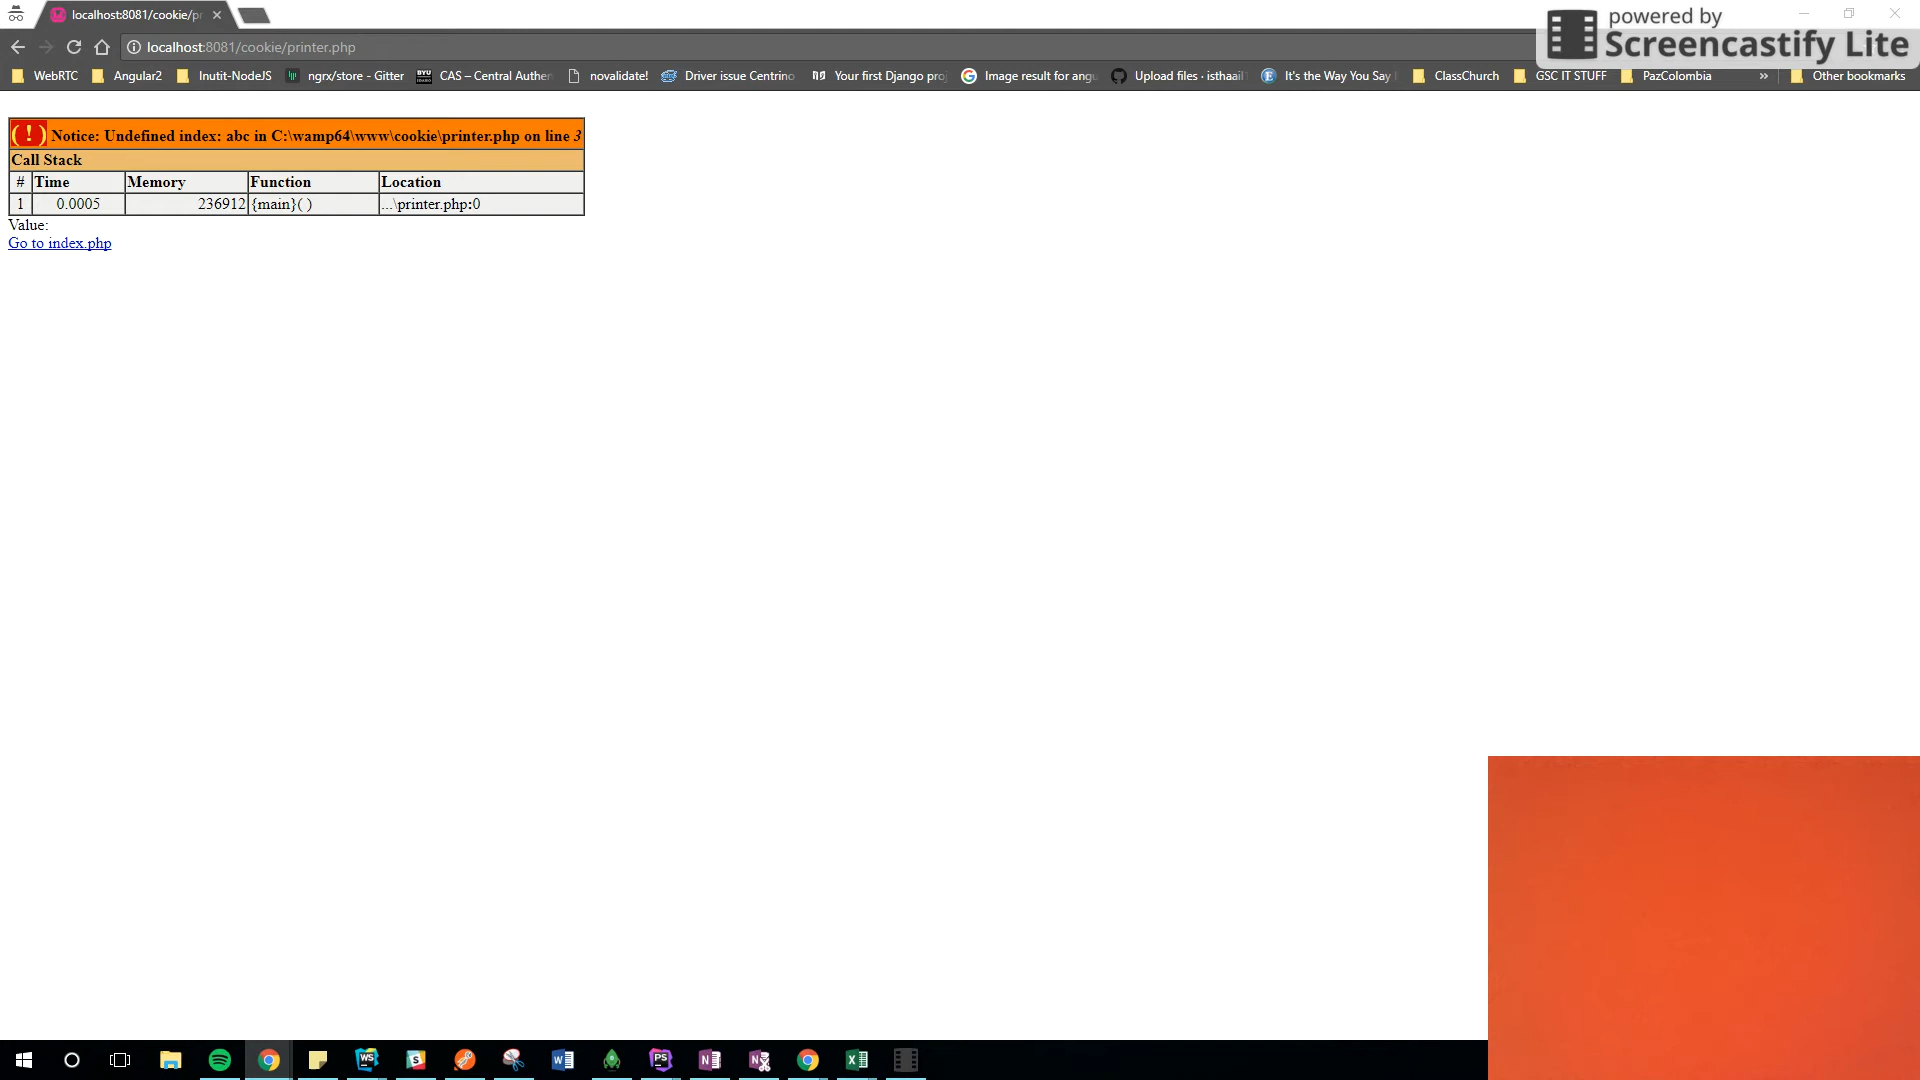 localhost:8081/cookie/pr
powered by
Screencastify Lite
localhost:8081/cookie/printer.php
WebRTC
Angular2
Inutit-NodeJS
ngrx/store - Gitter
BYU
CAS – Central Authen
novalidate!
Driver issue Centrino
Your first Django proj
Image result for angu
Upload files · isthaail
It's the Way You Say
ClassChurch
GSC IT STUFF
PazColombia
»
Other bookmarks
( ! ) Notice: Undefined index: abc in C:\wamp64\www\cookie\printer.php on line 3
Call Stack
# Time Memory Function Location
1 0.0005 236912 {main}( ) ...\printer.php:0
Value:
Go to index.php
WS
PS